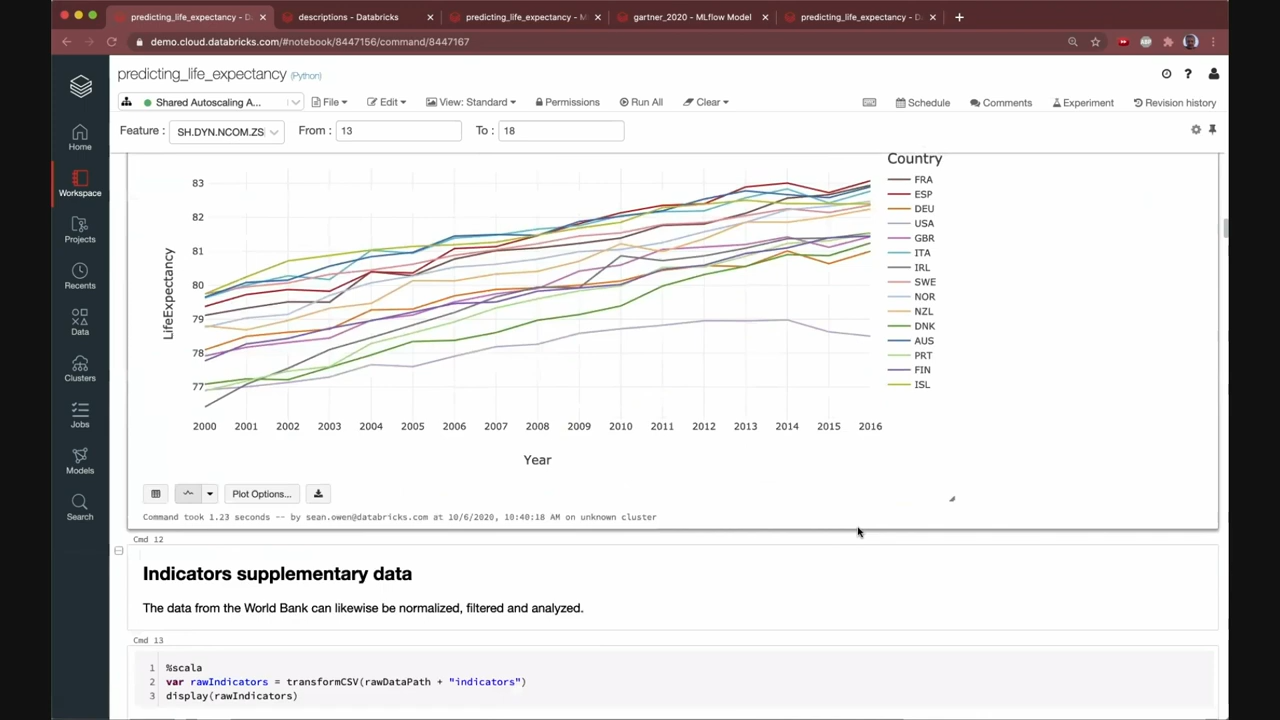 predicting_life_expectancy - D
descriptions - Databricks
predicting_life_expectancy - M
gartner_2020 - MLflow Model
predicting_life_expectancy - D
demo.cloud.databricks.com/#notebook/8447156/command/8447167
predicting_life_expectancy (Python)
Shared Autoscaling A...
File
Edit
View: Standard
Permissions
Run All
Clear
Schedule
Comments
Experiment
Revision history
Feature :
SH.DYN.NCOM.ZS
From :
13
To :
18
Home
Workspace
Projects
Recents
Data
Clusters
Jobs
Models
Search
LifeExpectancy
83
82
81
80
79
78
77
2000 2001 2002 2003 2004 2005 2006 2007 2008 2009 2010 2011 2012 2013 2014 2015 2016
Year
Country
FRA
ESP
DEU
USA
GBR
ITA
IRL
SWE
NOR
NZL
DNK
AUS
PRT
FIN
ISL
Plot Options...
Command took 1.23 seconds -- by sean.owen@databricks.com at 10/6/2020, 10:40:18 AM on unknown cluster
Cmd 12
Indicators supplementary data
The data from the World Bank can likewise be normalized, filtered and analyzed.
Cmd 13
1 %scala
2 var rawIndicators = transformCSV(rawDataPath + "indicators")
3 display(rawIndicators)